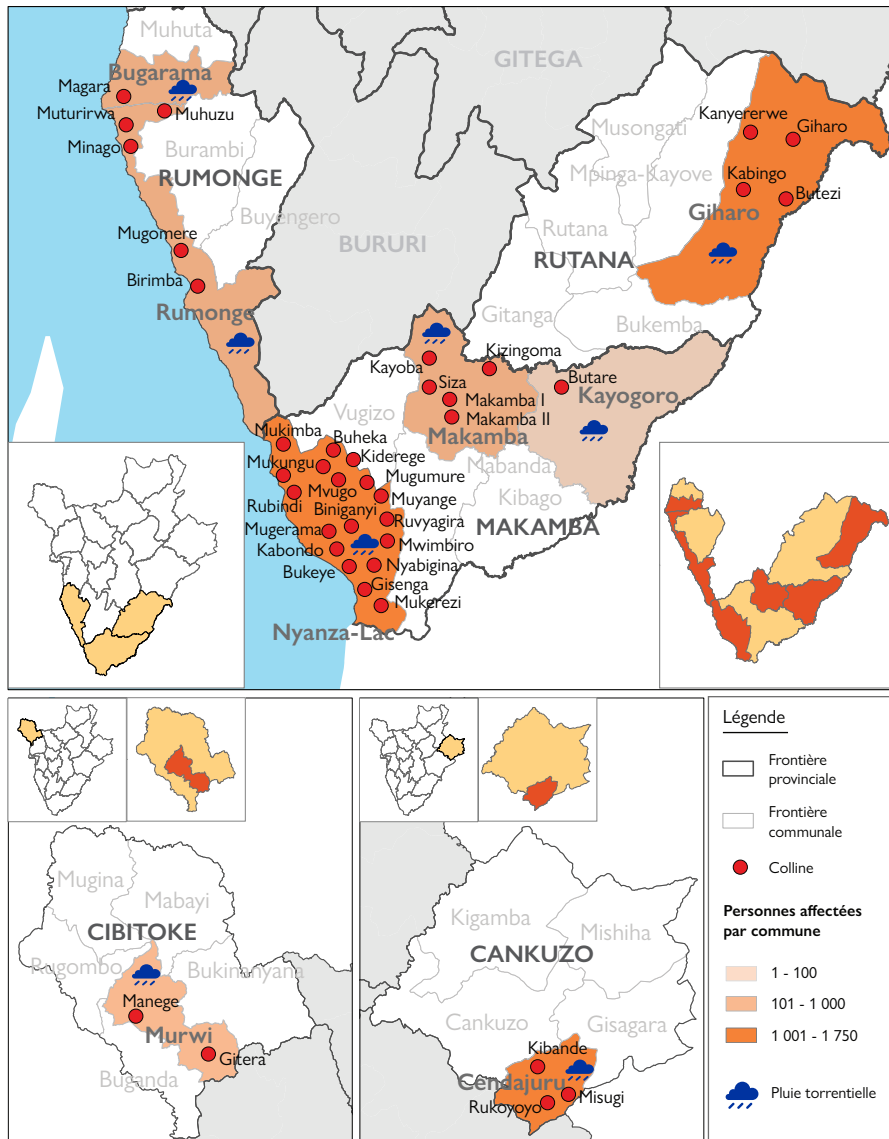 Muhuta
Bugarama
Magara
Muturirwa
Muhuzu
Minago
Burambi
RUMONGE
Buyengero
Mugomere
Birimba
Rumonge
GITEGA
BURURI
Musongati
Mpinga-Kayove
Rutana
RUTANA
Gitanga
Bukemba
Kanyererwe
Giharo
Kabingo
Butezi
Giharo
Kayoba
Kizingoma
Siza
Makamba I
Makamba II
Makamba
Butare
Kayogoro
Vugizo
Mabanda
Kibago
MAKAMBA
Mukimba
Buheka
Kiderege
Mukungu
Mugumure
Mvugo
Muyange
Rubindi
Biniganyi
Ruvyagira
Mugerama
Mwimbiro
Kabondo
Nyabigina
Bukeye
Gisenga
Mukerezi
Nyanza-Lac
Mugina
Mabayi
CIBITOKE
Rugombo
Bukinanyana
Manege
Murwi
Gitera
Buganda
Kigamba
Mishiha
CANKUZO
Cankuzo
Gisagara
Kibande
Cendajuru
Misugi
Rukoyoyo
Légende
Frontière
provinciale
Frontière
communale
Colline
Personnes affectées
par commune
1 - 100
101 - 1 000
1 001 - 1 750
Pluie torrentielle